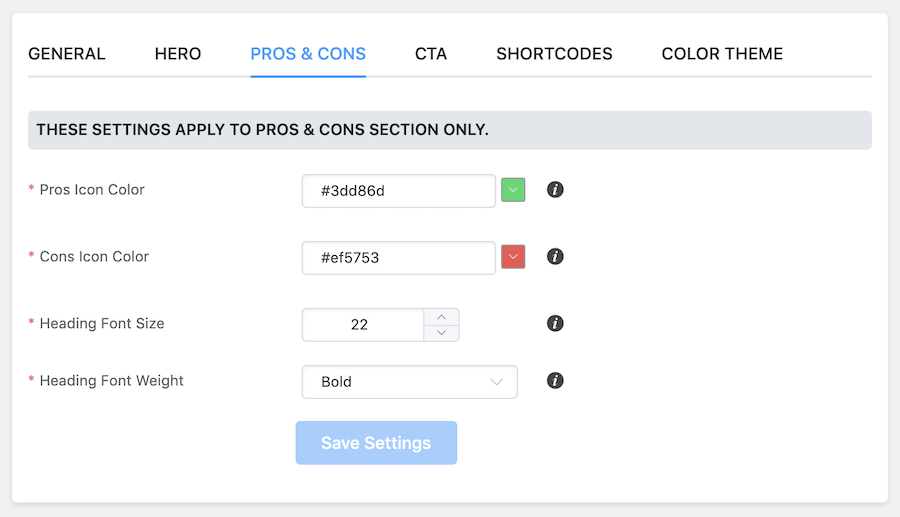 GENERAL HERO PROS & CONS CTA SHORTCODES COLOR THEME
THESE SETTINGS APPLY TO PROS & CONS SECTION ONLY.
* Pros Icon Color #3dd86d i
* Cons Icon Color #ef5753 i
* Heading Font Size 22 i
* Heading Font Weight Bold i
Save Settings